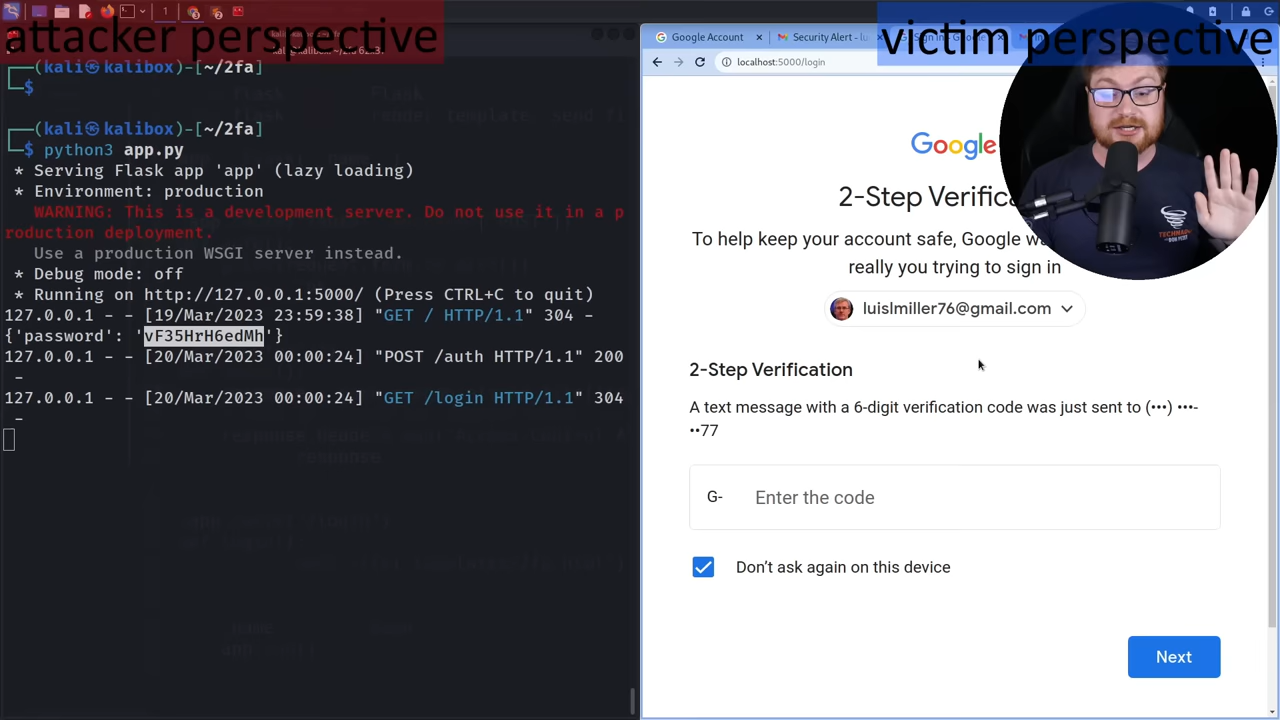 attacker perspective
victim perspective
Google Account
Security Alert - lu
localhost:5000/login
(kali㉿kalibox)-[~/2fa]
$
(kali㉿kalibox)-[~/2fa]
$ python3 app.py
* Serving Flask app 'app' (lazy loading)
* Environment: production
WARNING: This is a development server. Do not use it in a p
roduction deployment.
Use a production WSGI server instead.
* Debug mode: off
* Running on http://127.0.0.1:5000/ (Press CTRL+C to quit)
127.0.0.1 - - [19/Mar/2023 23:59:38] "GET / HTTP/1.1" 304 -
{'password': 'vF35HrH6edMh'}
127.0.0.1 - - [20/Mar/2023 00:00:24] "POST /auth HTTP/1.1" 200
-
127.0.0.1 - - [20/Mar/2023 00:00:24] "GET /login HTTP/1.1" 304
-
Google
2-Step Verifica
To help keep your account safe, Google wa
really you trying to sign in
luislmiller76@gmail.com
2-Step Verification
A text message with a 6-digit verification code was just sent to (•••) •••-
••77
G- Enter the code
Don't ask again on this device
Next
TECHNADO